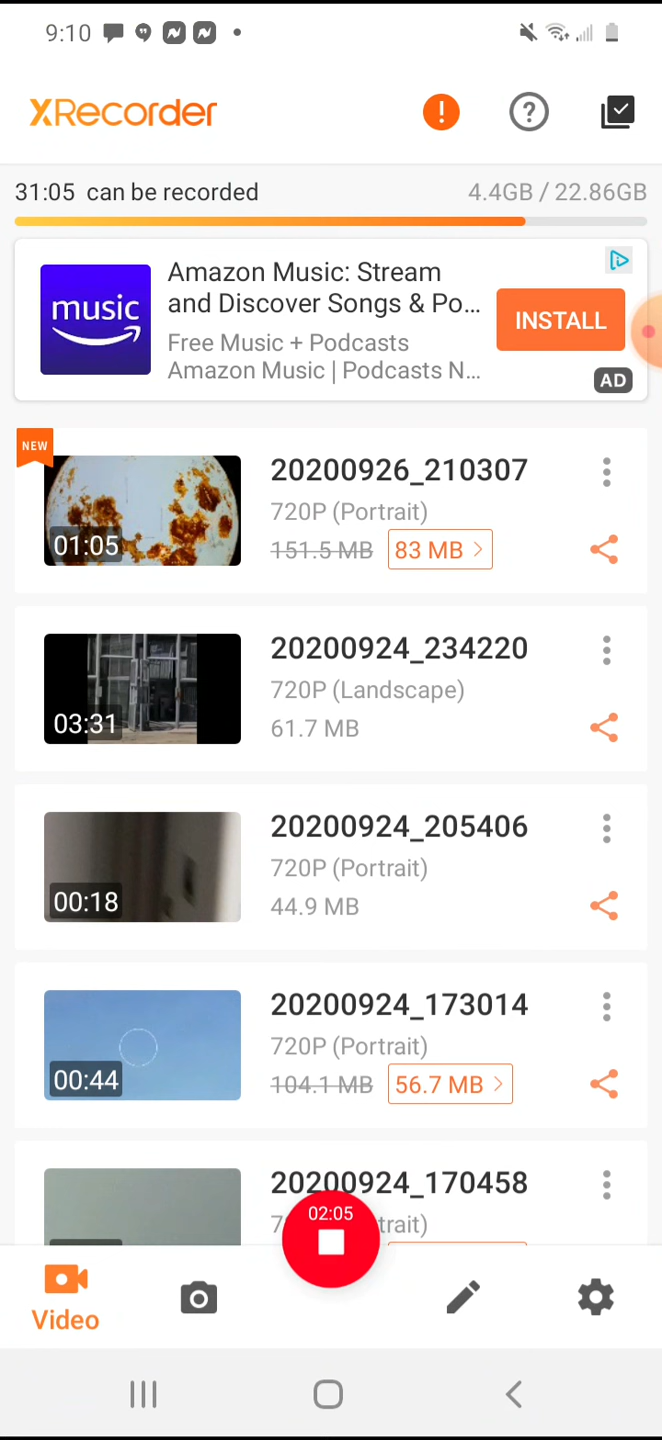 9:10
XRecorder
31:05 can be recorded
4.4GB / 22.86GB
music
Amazon Music: Stream
and Discover Songs & Po...
Free Music + Podcasts
Amazon Music | Podcasts N...
INSTALL
AD
NEW
01:05
20200926_210307
720P (Portrait)
151.5 MB
83 MB >
03:31
20200924_234220
720P (Landscape)
61.7 MB
00:18
20200924_205406
720P (Portrait)
44.9 MB
00:44
20200924_173014
720P (Portrait)
104.1 MB
56.7 MB >
20200924_170458
trait)
02:05
Video